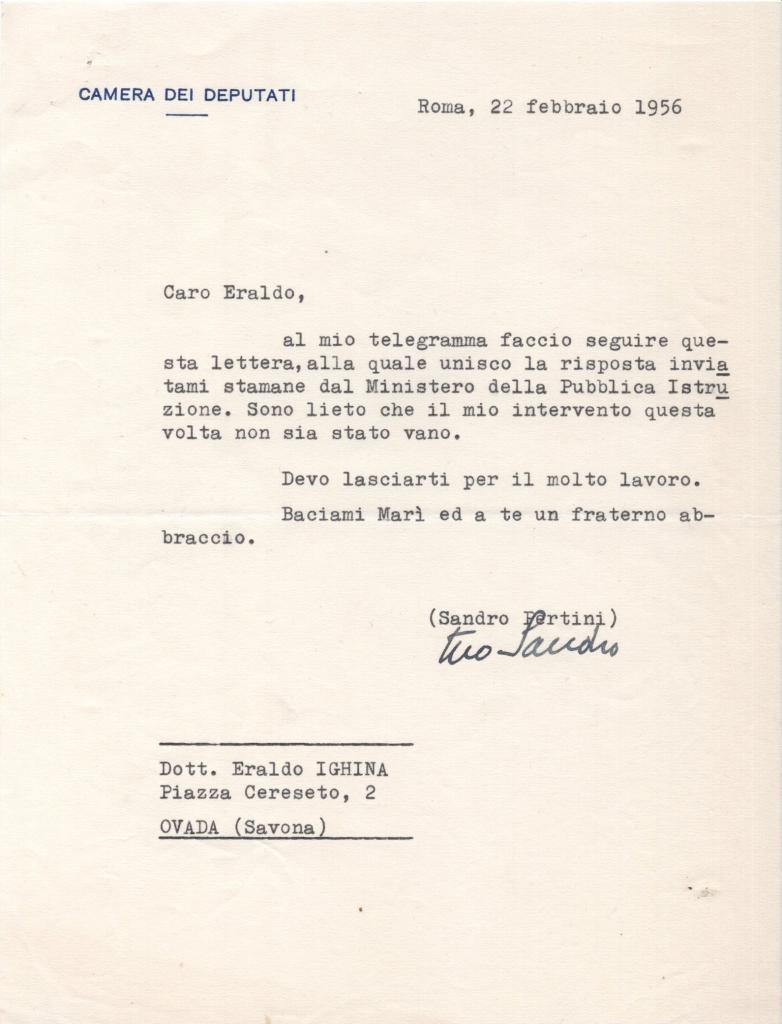 CAMERA DEI DEPUTATI
Roma, 22 febbraio 1956
Caro Eraldo,
al mio telegramma faccio seguire que-
sta lettera,alla quale unisco la risposta invia
tami stamane dal Ministero della Pubblica Istru
zione. Sono lieto che il mio intervento questa
volta non sia stato vano.
Devo lasciarti per il molto lavoro.
Baciami Marì ed a te un fraterno ab-
braccio.
(Sandro Pertini)
tuo Sandro
Dott. Eraldo IGHINA
Piazza Cereseto, 2
OVADA (Savona)